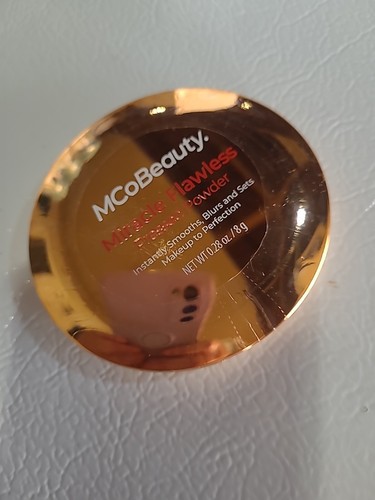 MCoBeauty.
Miracle Flawless
Pressed Powder
Instantly Smooths, Blurs and Sets
Makeup to Perfection
NET WT 0.28 oz / 8 g